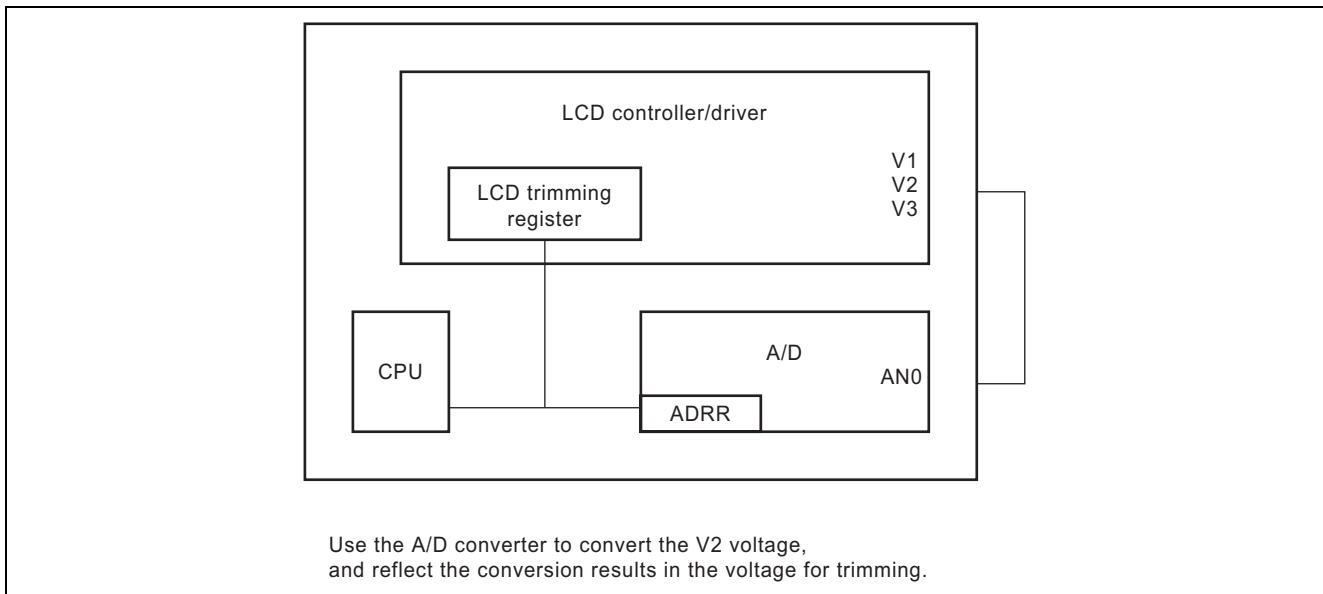 LCD controller/driver
V1
V2
V3
LCD trimming
register
CPU
A/D
AN0
ADRR
Use the A/D converter to convert the V2 voltage,
and reflect the conversion results in the voltage for trimming.